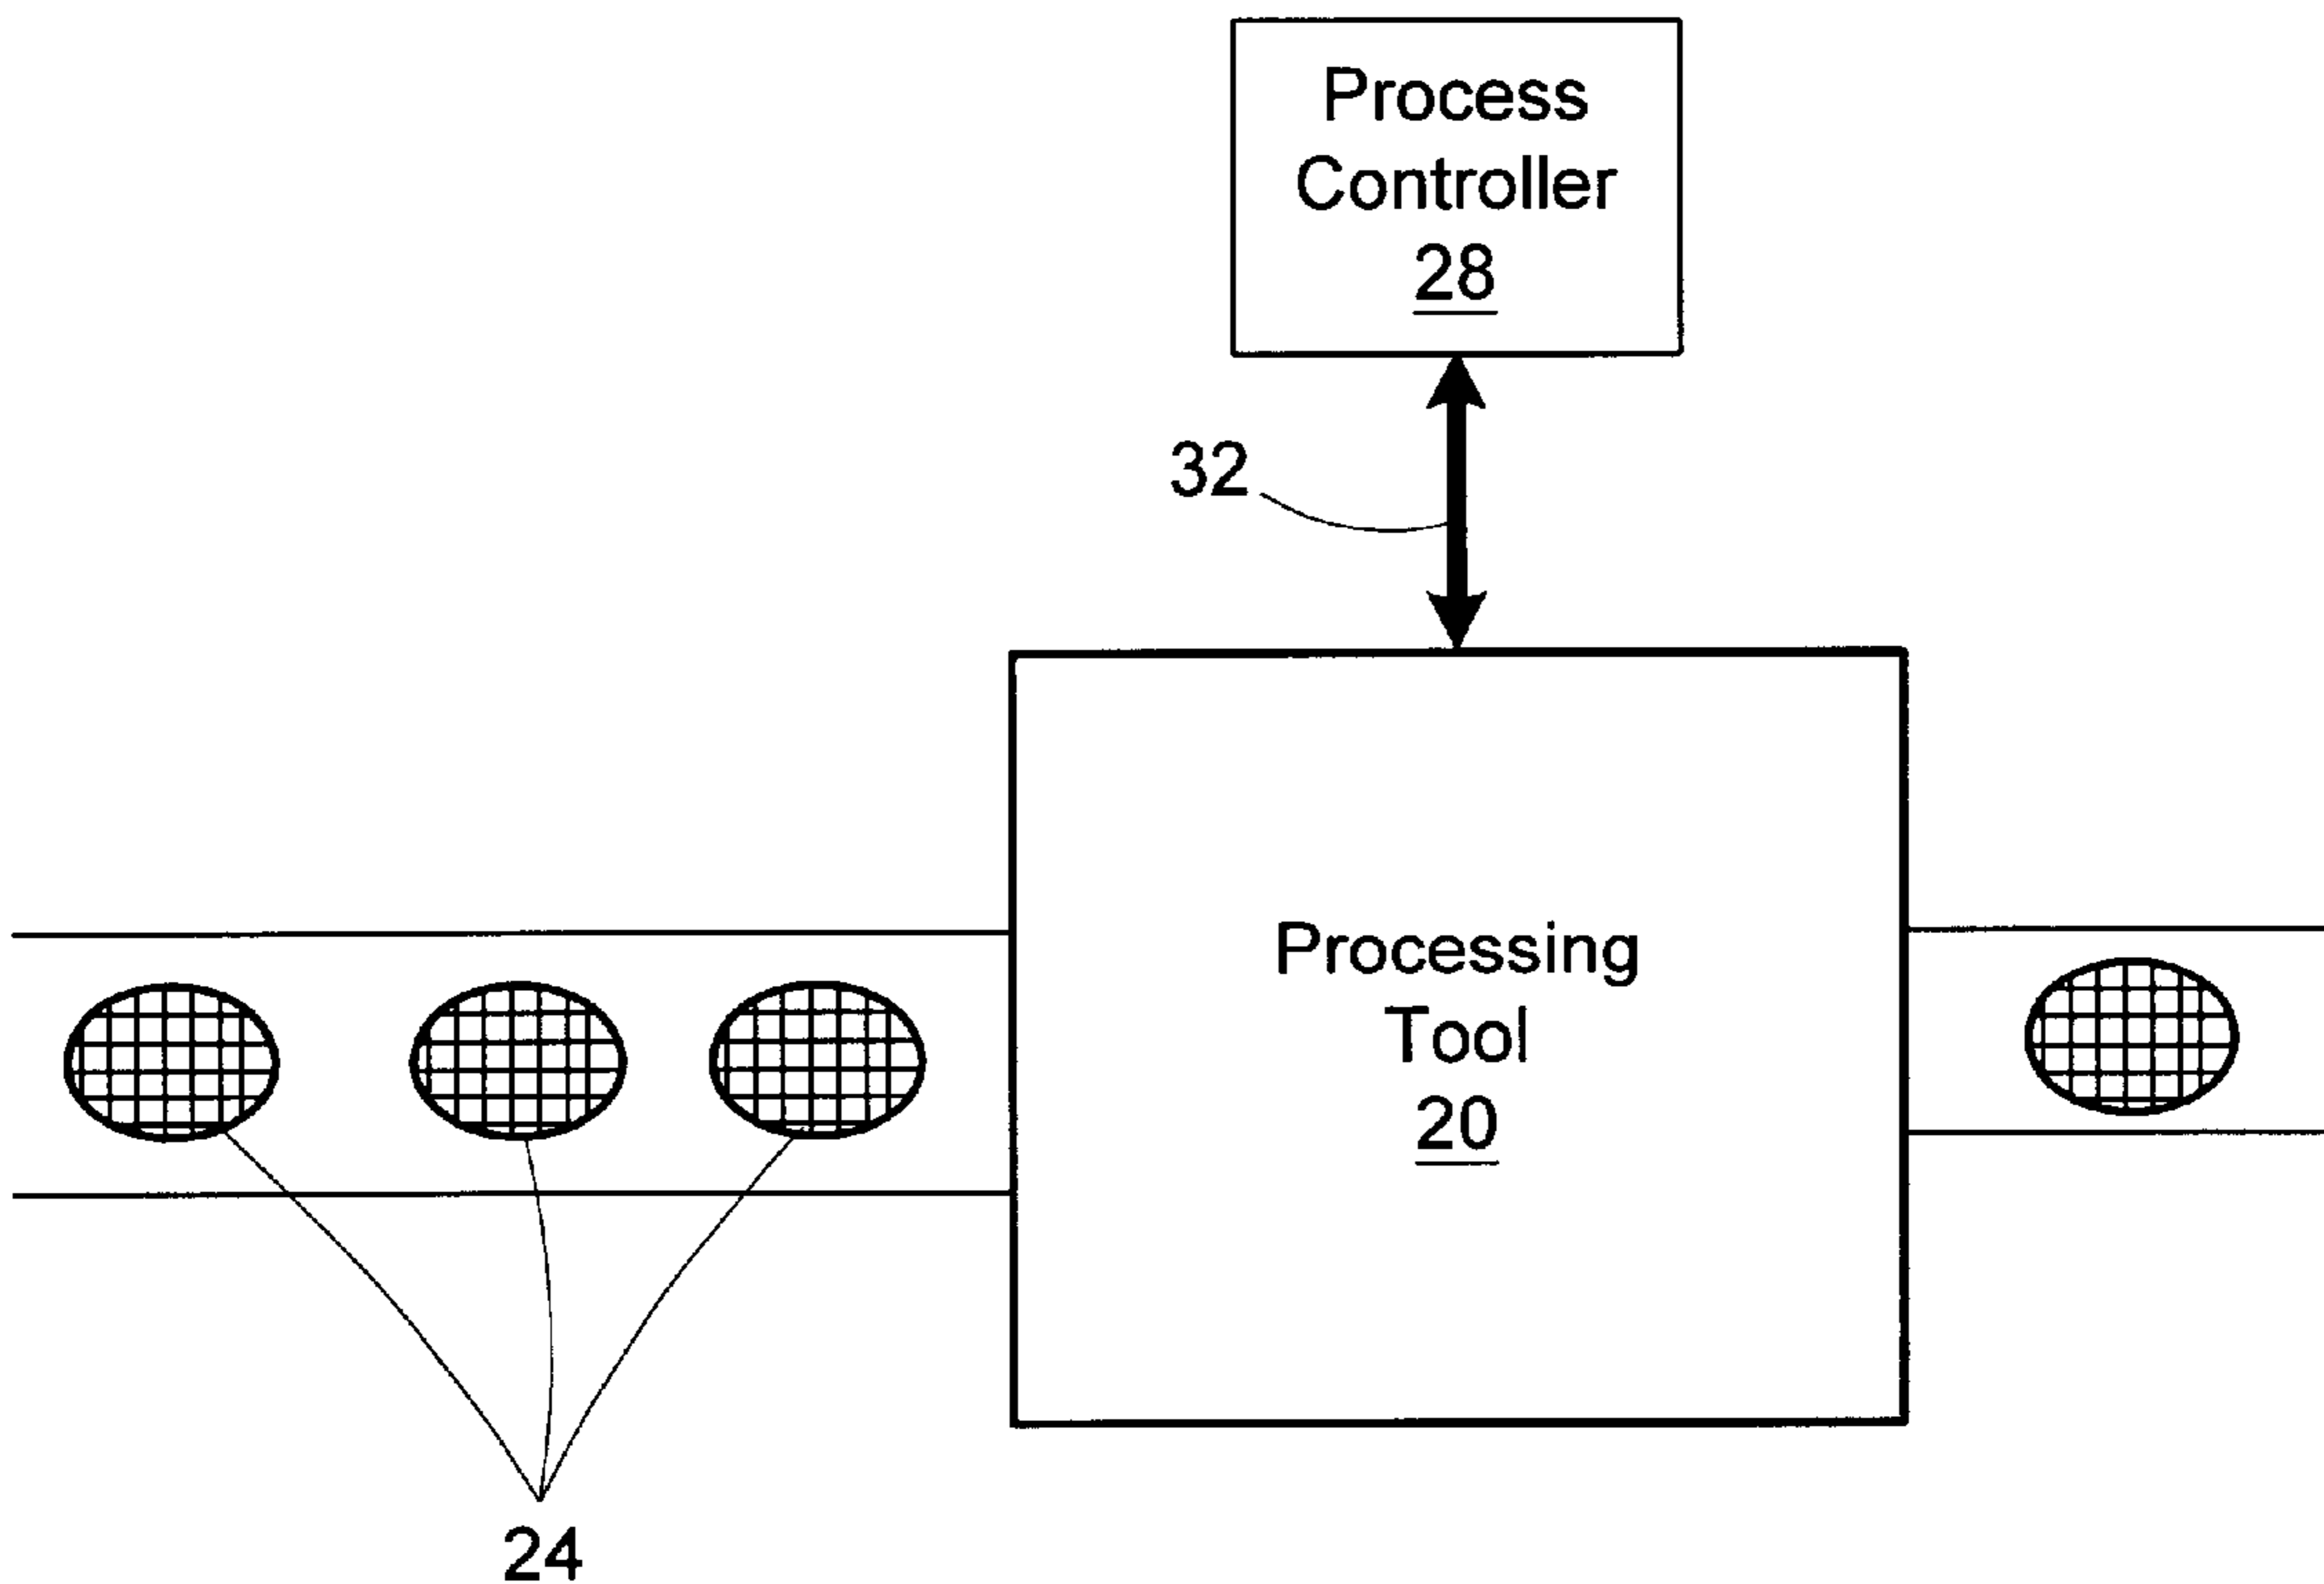 Process
Controller
28
32
Processing
Tool
20
24